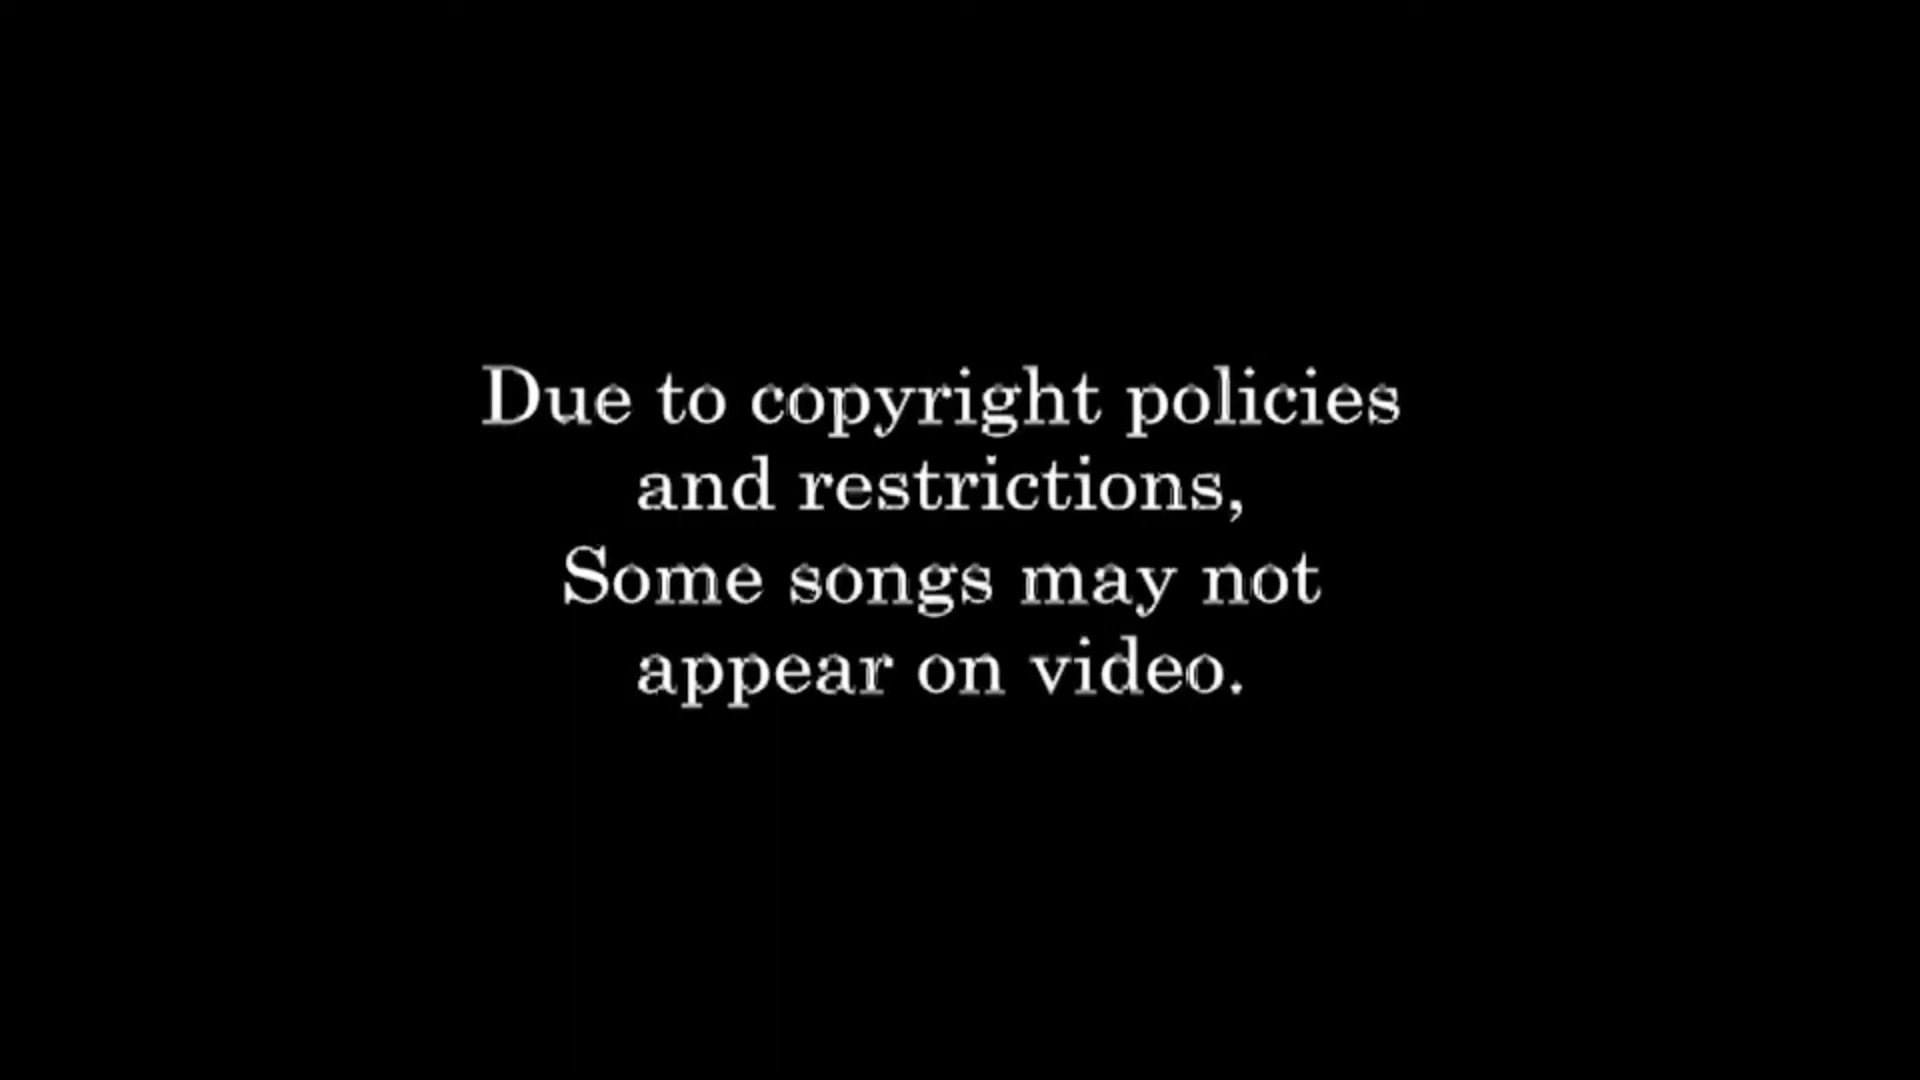 Due to copyright policies
and restrictions,
Some songs may not
appear on video.